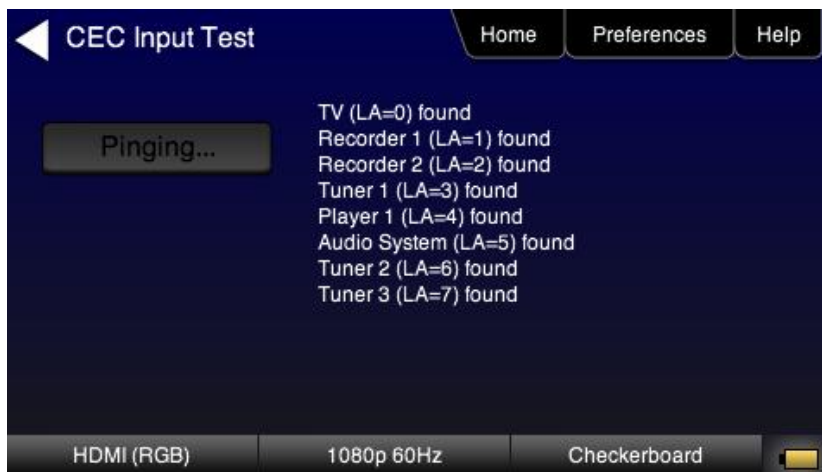 CEC Input Test
Home
Preferences
Help
Pinging...
TV (LA=0) found
Recorder 1 (LA=1) found
Recorder 2 (LA=2) found
Tuner 1 (LA=3) found
Player 1 (LA=4) found
Audio System (LA=5) found
Tuner 2 (LA=6) found
Tuner 3 (LA=7) found
HDMI (RGB)
1080p 60Hz
Checkerboard